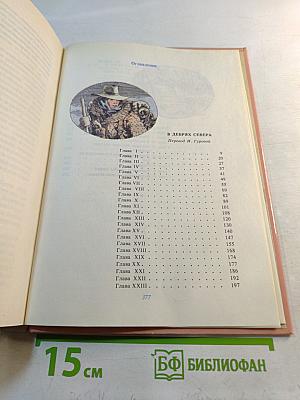 Оглавление
В ДЕБРЯХ СЕВЕРА
Перевод И. Гуровой
Глава I 9
Глава II 20
Глава III 27
Глава IV 37
Глава V 41
Глава VI 49
Глава VII 55
Глава VIII 67
Глава IX 82
Глава X 89
Глава XI 101
Глава XII 108
Глава XIII 120
Глава XIV 130
Глава XV 140
Глава XVI 147
Глава XVII 155
Глава XVIII 168
Глава XIX 174
Глава XX 177
Глава XXI 186
Глава XXII 192
Глава XXIII 197
377
15 см
БФ БИБЛИОФАН